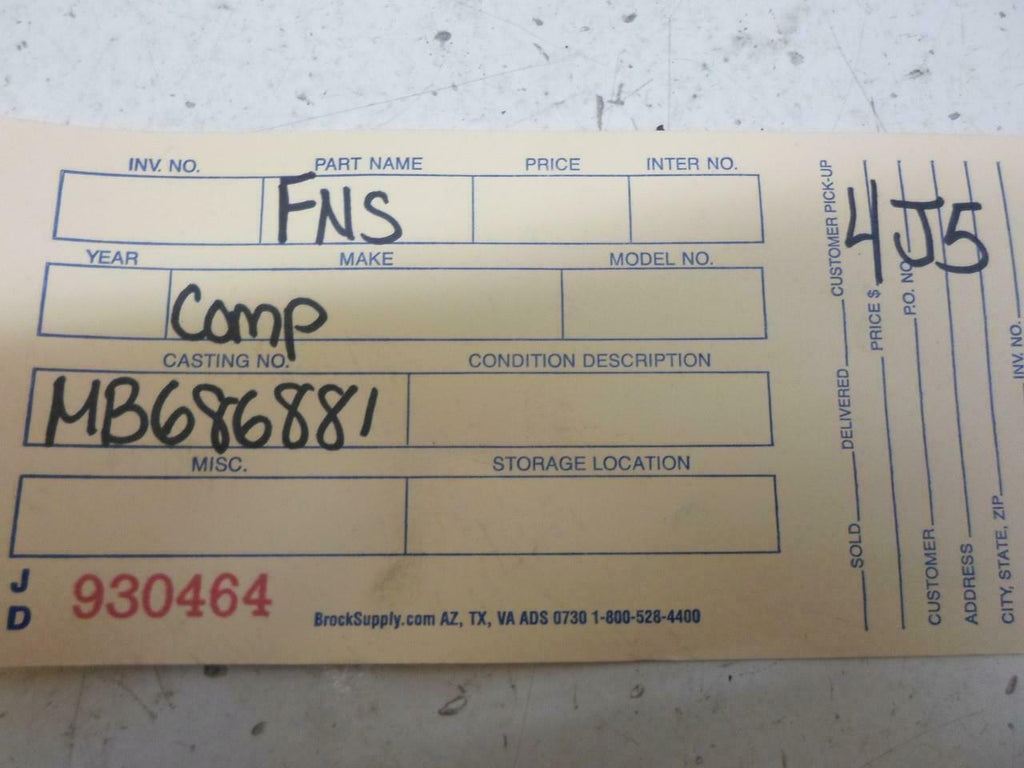 INV. NO. PART NAME PRICE INTER NO.
FNS
YEAR MAKE MODEL NO.
Comp
CASTING NO. CONDITION DESCRIPTION
MB686881
MISC. STORAGE LOCATION
J
D
930464
BrockSupply.com AZ, TX, VA ADS 0730 1-800-528-4400
4J5
SOLD DELIVERED CUSTOMER PICK-UP
PRICE $
P.O. NO.
CUSTOMER
ADDRESS
CITY, STATE, ZIP
INV. NO.